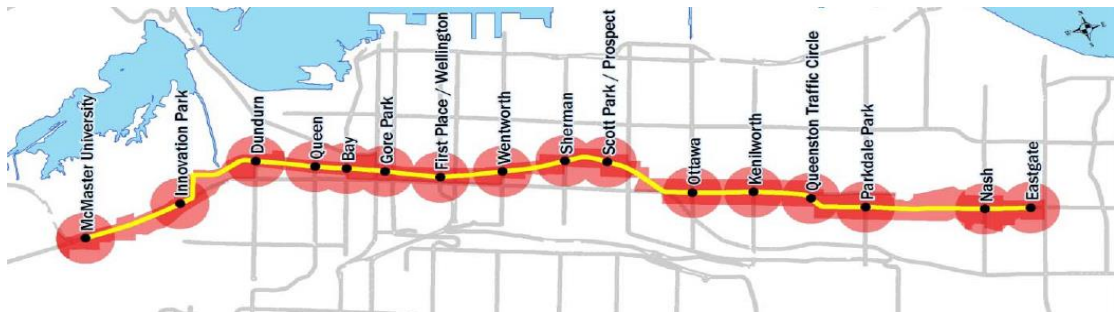 McMaster University
Innovation Park
Dundurn
Queen
Bay
Gore Park
First Place / Wellington
Wentworth
Sherman
Scott Park / Prospect
Ottawa
Kenilworth
Queenston Traffic Circle
Parkdale Park
Nash
Eastgate